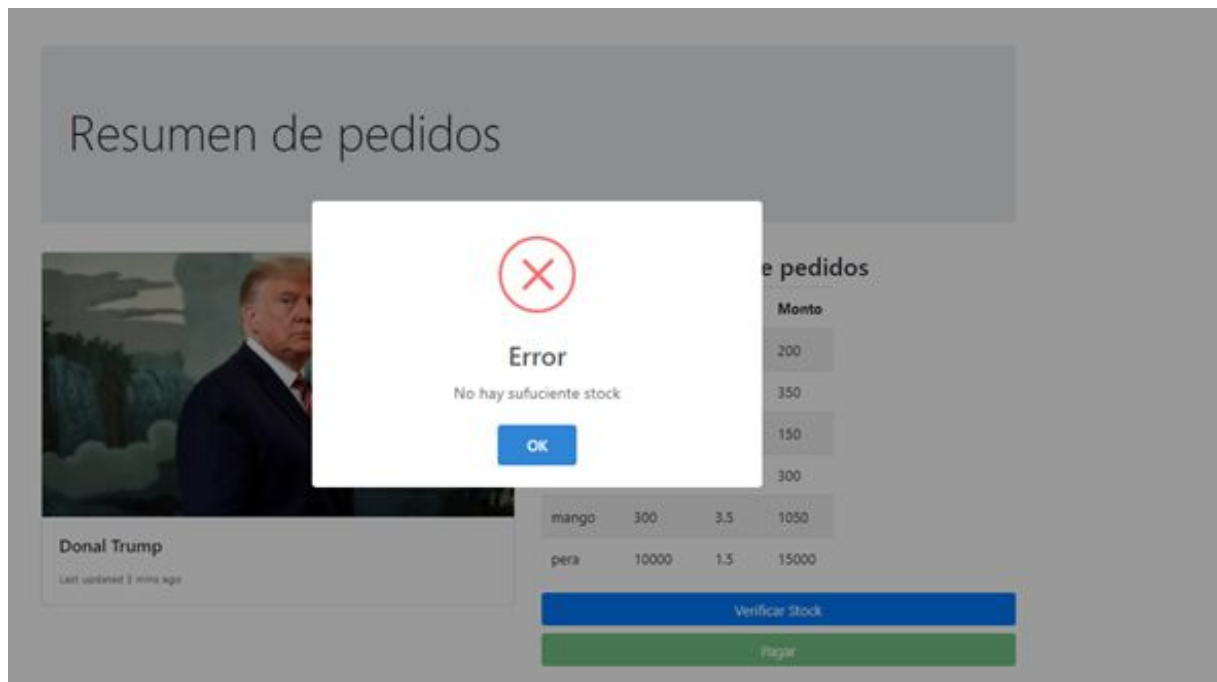 Resumen de pedidos
e pedidos
Monto
200
350
150
300
mango 300 3.5 1050
pera 10000 1.5 15000
Verificar Stock
Pagar
Error
No hay sufuciente stock
OK
Donal Trump
Last updated 3 mins ago